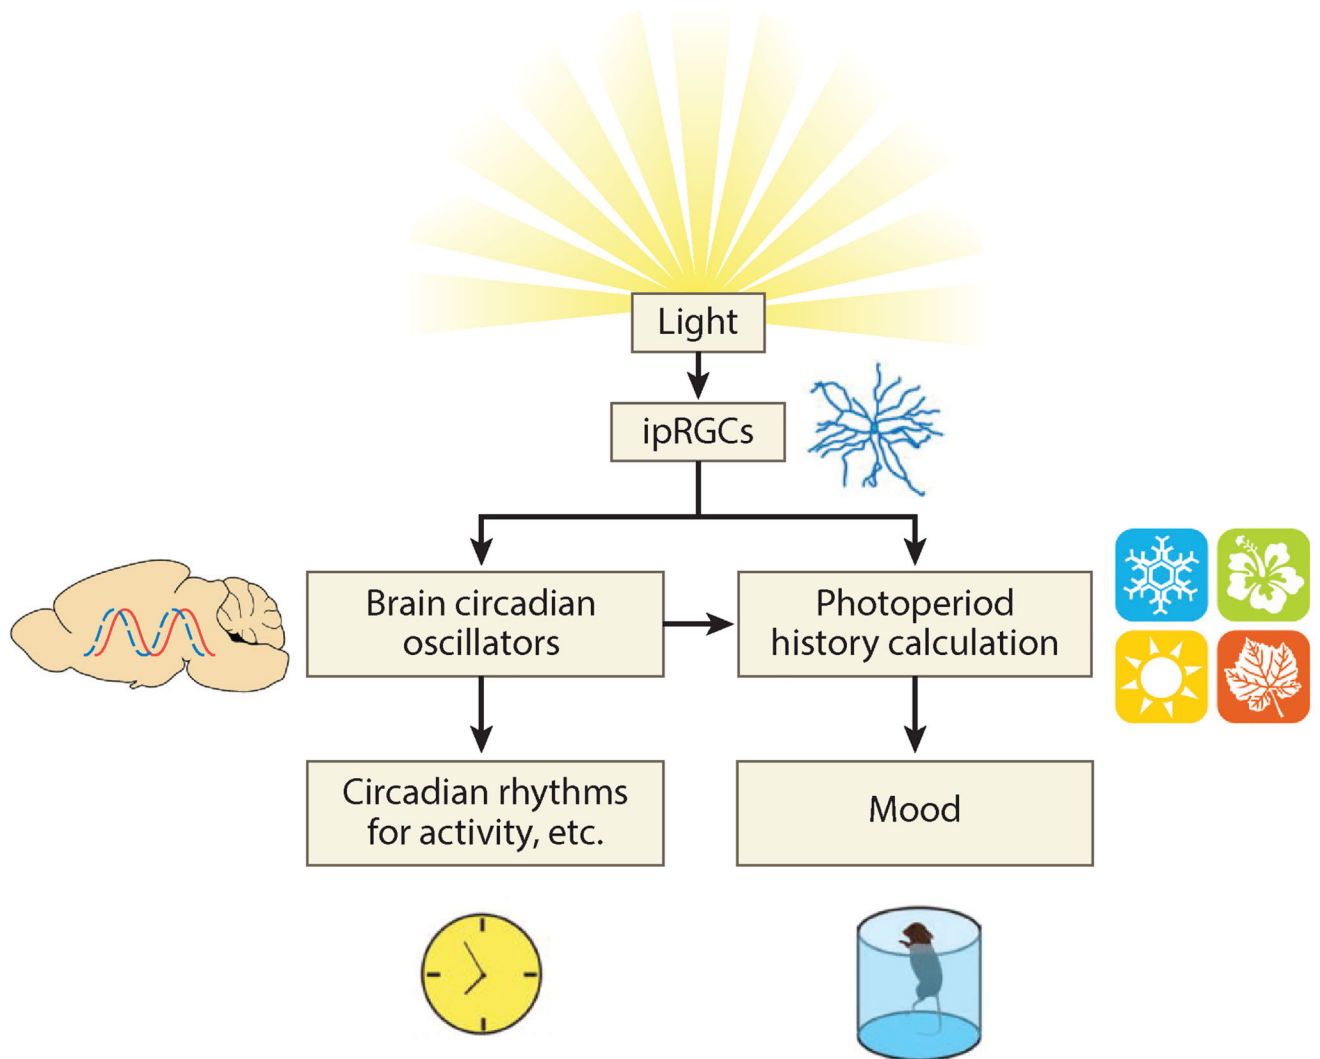 Light
ipRGCs
Brain circadian
oscillators
Photoperiod
history calculation
Circadian rhythms
for activity, etc.
Mood